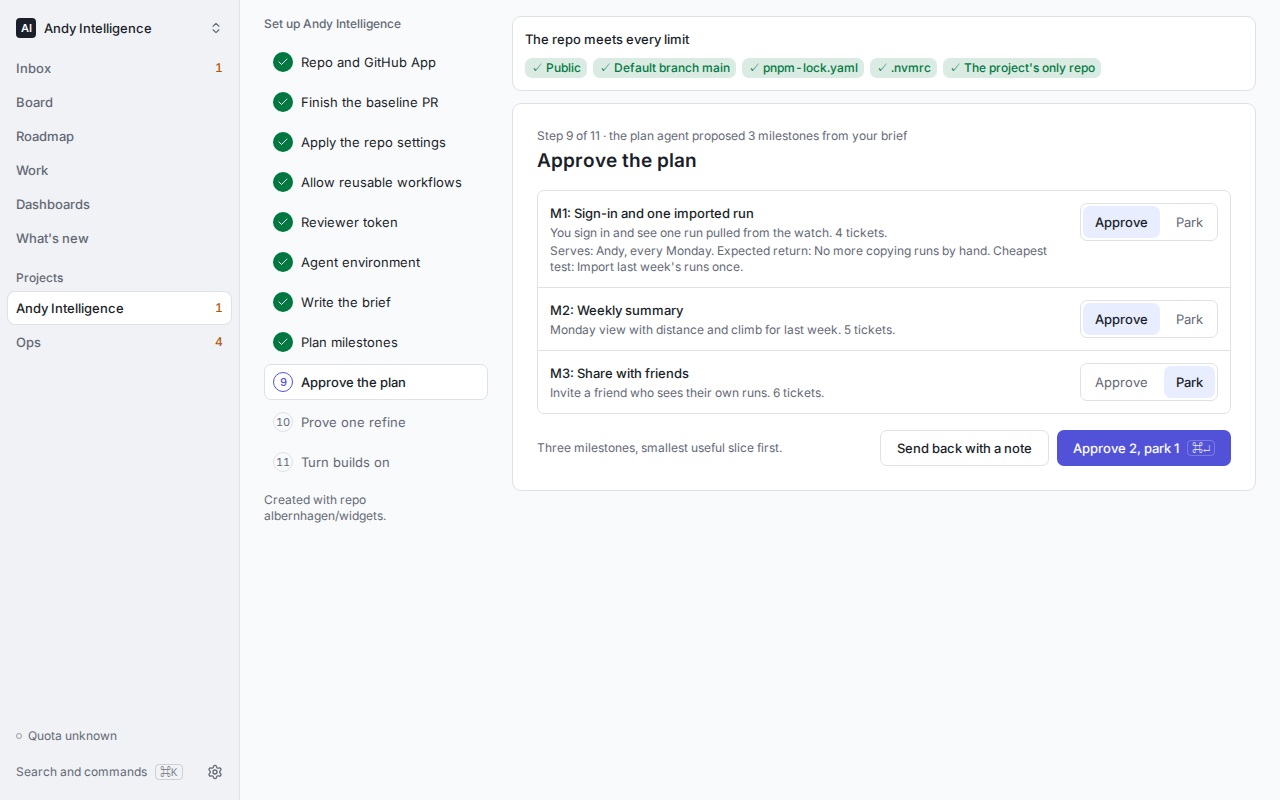 AI Andy Intelligence
Inbox 1
Board
Roadmap
Work
Dashboards
What's new
Projects
Andy Intelligence 1
Ops 4
Quota unknown
Search and commands ⌘K
Set up Andy Intelligence
Repo and GitHub App
Finish the baseline PR
Apply the repo settings
Allow reusable workflows
Reviewer token
Agent environment
Write the brief
Plan milestones
9 Approve the plan
10 Prove one refine
11 Turn builds on
Created with repo
albernhagen/widgets.
The repo meets every limit
✓ Public ✓ Default branch main ✓ pnpm-lock.yaml ✓ .nvmrc ✓ The project's only repo
Step 9 of 11 · the plan agent proposed 3 milestones from your brief
Approve the plan
M1: Sign-in and one imported run
You sign in and see one run pulled from the watch. 4 tickets.
Serves: Andy, every Monday. Expected return: No more copying runs by hand. Cheapest
test: Import last week's runs once.
Approve Park
M2: Weekly summary
Monday view with distance and climb for last week. 5 tickets.
Approve Park
M3: Share with friends
Invite a friend who sees their own runs. 6 tickets.
Approve Park
Three milestones, smallest useful slice first.
Send back with a note
Approve 2, park 1 ⌘↵